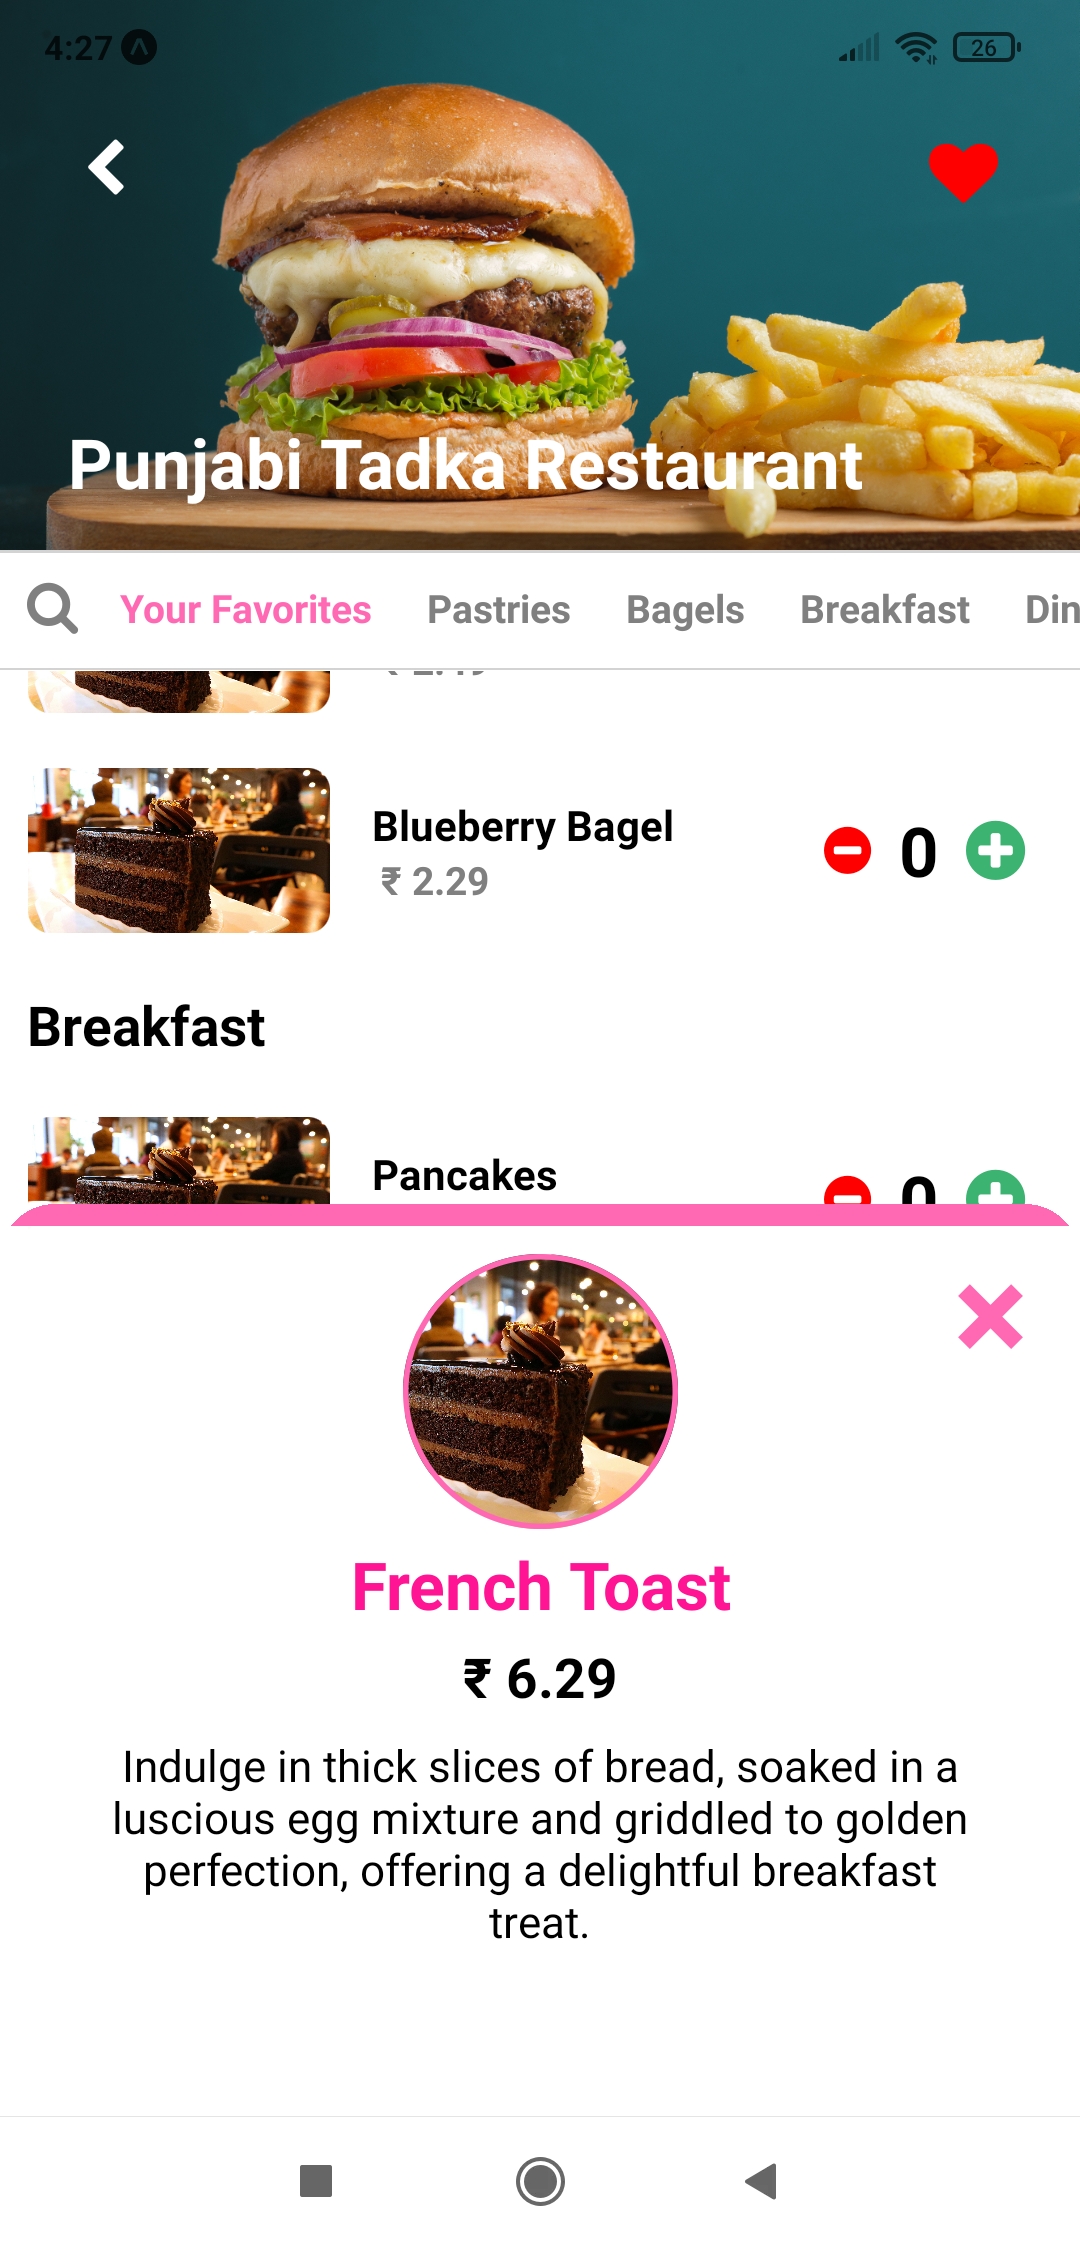 4:27
26
Punjabi Tadka Restaurant
Your Favorites Pastries Bagels Breakfast Din
Blueberry Bagel
₹ 2.29
0
Breakfast
Pancakes
0
French Toast
₹ 6.29
Indulge in thick slices of bread, soaked in a
luscious egg mixture and griddled to golden
perfection, offering a delightful breakfast
treat.